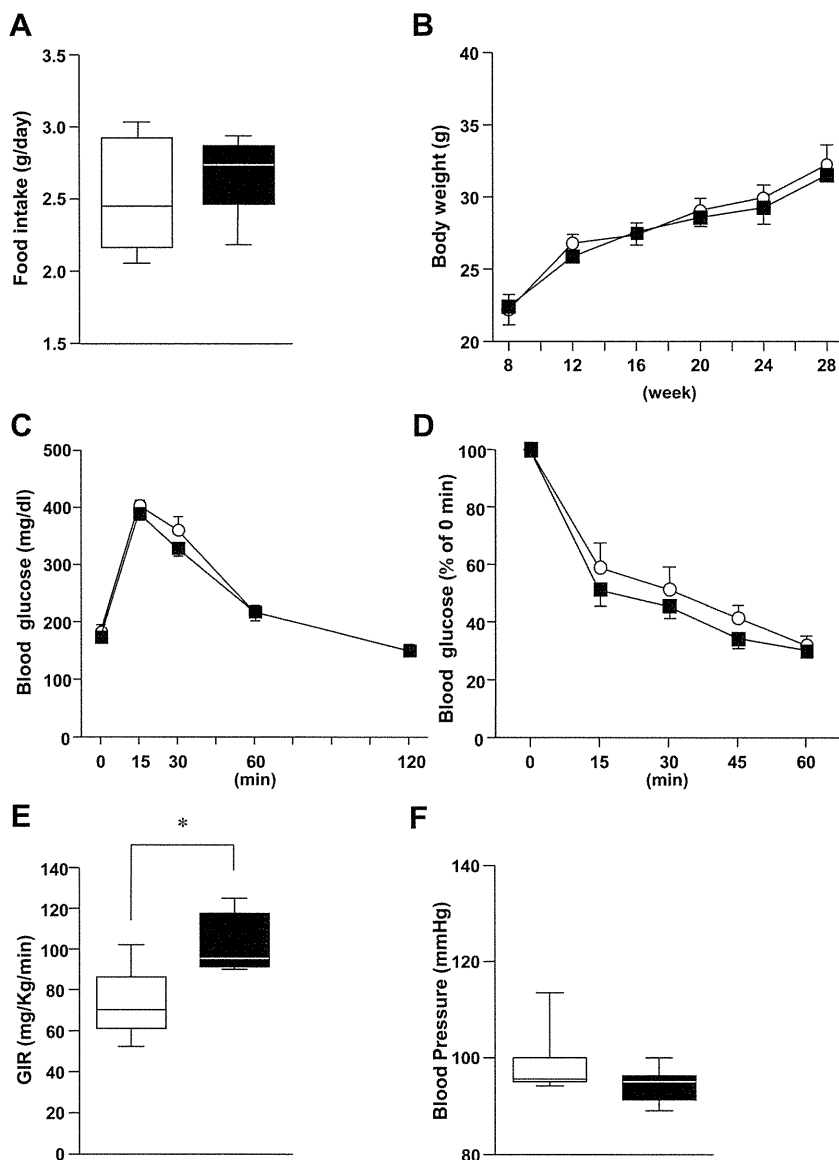 A
Food intake (g/day)
3.5
3.0
2.5
2.0
1.5
B
Body weight (g)
40
35
30
25
20
8 12 16 20 24 28
(week)
C
Blood glucose (mg/dl)
500
400
300
200
150
0
0 15 30 60 120
(min)
D
Blood glucose (% of 0 min)
100
80
60
40
20
0
0 15 30 45 60
(min)
E
*
GIR (mg/Kg/min)
140
120
100
80
60
40
20
0
F
Blood Pressure (mmHg)
140
120
100
80